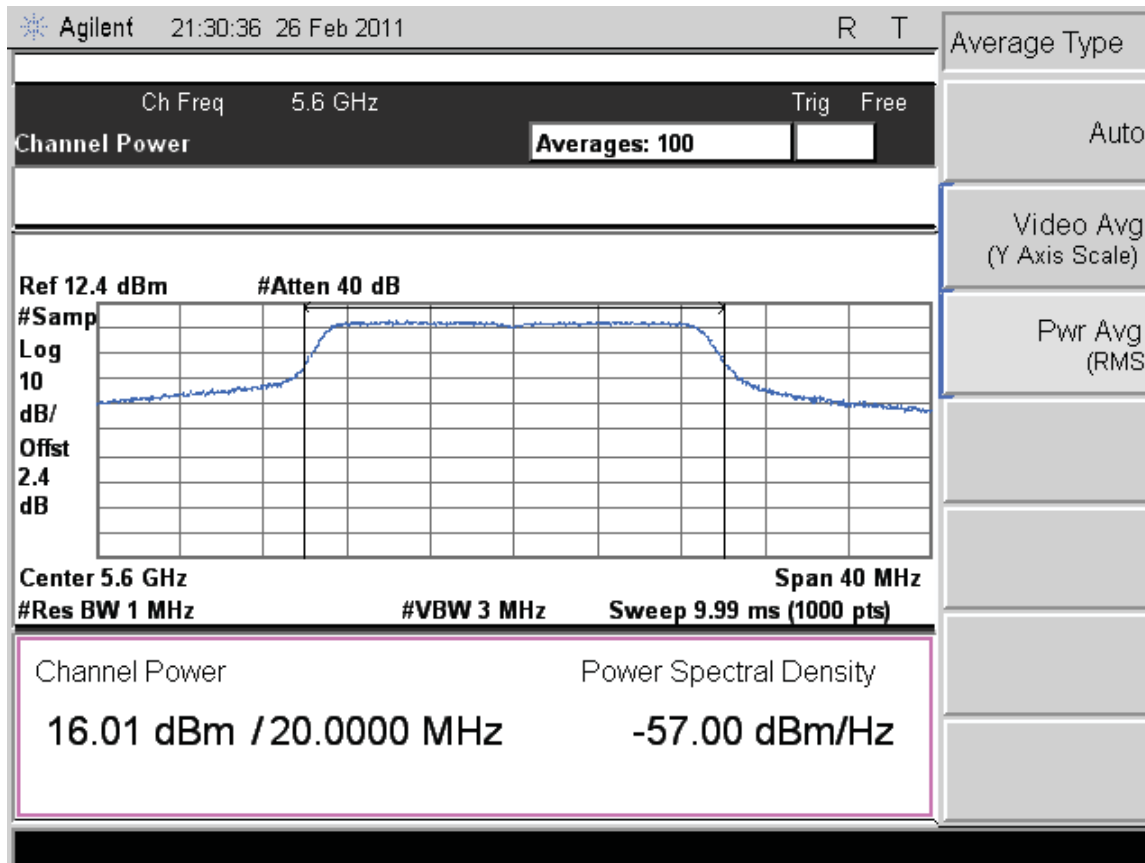 Agilent 21:30:36 26 Feb 2011 R T
Average Type
Ch Freq 5.6 GHz Trig Free
Channel Power Averages: 100
Auto
Video Avg
(Y Axis Scale)
Pwr Avg
(RMS
Ref 12.4 dBm #Atten 40 dB
#Samp
Log
10
dB/
Offst
2.4
dB
Center 5.6 GHz Span 40 MHz
#Res BW 1 MHz #VBW 3 MHz Sweep 9.99 ms (1000 pts)
Channel Power Power Spectral Density
16.01 dBm / 20.0000 MHz -57.00 dBm/Hz